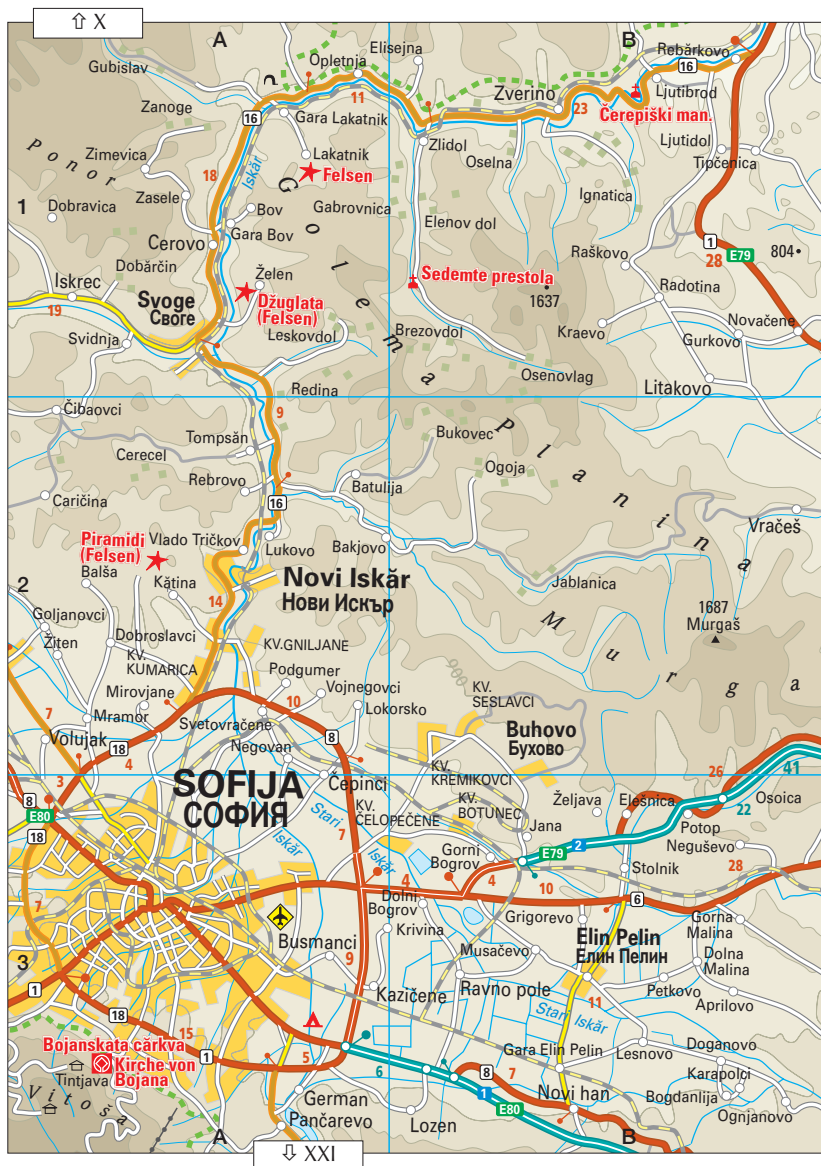 ⇧ X
A
B
Gubislav
Opletnja
Elisejna
Rebărkovo
16
11
Zverino
Ljutibrod
Zanoge
16
Gara Lakatnik
23
Čerepiški man.
Ponor
Zimevica
Lakatnik
Zlidol
Oselna
Ljutidol
Tipčenica
18
Iskăr
Felsen
Zasele
Ignatica
1
Dobravica
Bov
Gabrovnica
Elenov dol
Cerovo
Gara Bov
1
E79
28
804
Raškovo
Dobărčin
Želen
Sedemte prestola
Iskrec
Svoge
Своге
Džuglata
(Felsen)
1637
Radotina
19
Svidnja
Leskovdol
Brezovdol
Kraevo
Novačene
Gurkovo
Golema Planina
Redina
Osenovlag
Litakovo
Čibaovci
9
Tompsăn
Bukovec
Cerecel
Ogoja
Rebrovo
Batulija
Caričina
16
Vračeš
Piramidi
(Felsen)
Vlado Tričkov
Lukovo
Bakjovo
Balša
Novi Iskăr
Нови Искър
Jablanica
Kătina
2
14
1687
Murgaš
Goljanovci
Murga
Žiten
Dobroslavci
KV.
KUMARICA
KV.GNILJANE
Podgumer
900
Mirovjane
10
Vojnegovci
KV.
SESLAVCI
7
Mramor
Svetovračene
Lokorsko
Buhovo
Бухово
Volujak
18
4
8
Negovan
3
SOFIJA
СОФИЯ
Čepinci
KV.
KREMIKOVCI
26
41
8
E80
18
Stari Iskăr
KV.
ČELOPEČENE
KV.
BOTUNEC
Željava
Elešnica
22
Osoica
Iskăr
7
Jana
Potop
Neguševo
Gorni
Bogrov
E79
2
Stolnik
28
4
4
10
7
Dolni
Bogrov
6
Grigorevo
Gorna
Malina
Krivina
Busmanci
Elin Pelin
Елин Пелин
3
9
Musačevo
Dolna
Malina
1
Kazičene
Ravno pole
11
Petkovo
Aprilovo
18
Stari Iskăr
15
Bojanskata cărkva
Kirche von
Bojana
1
5
6
Gara Elin Pelin
Lesnovo
Doganovo
8
7
Karapolci
Tintjava
1
Novi han
Bogdanlija
Vitoša
German
E80
Ognjanovo
Pančarevo
Lozen
A
B
⇩ XXI